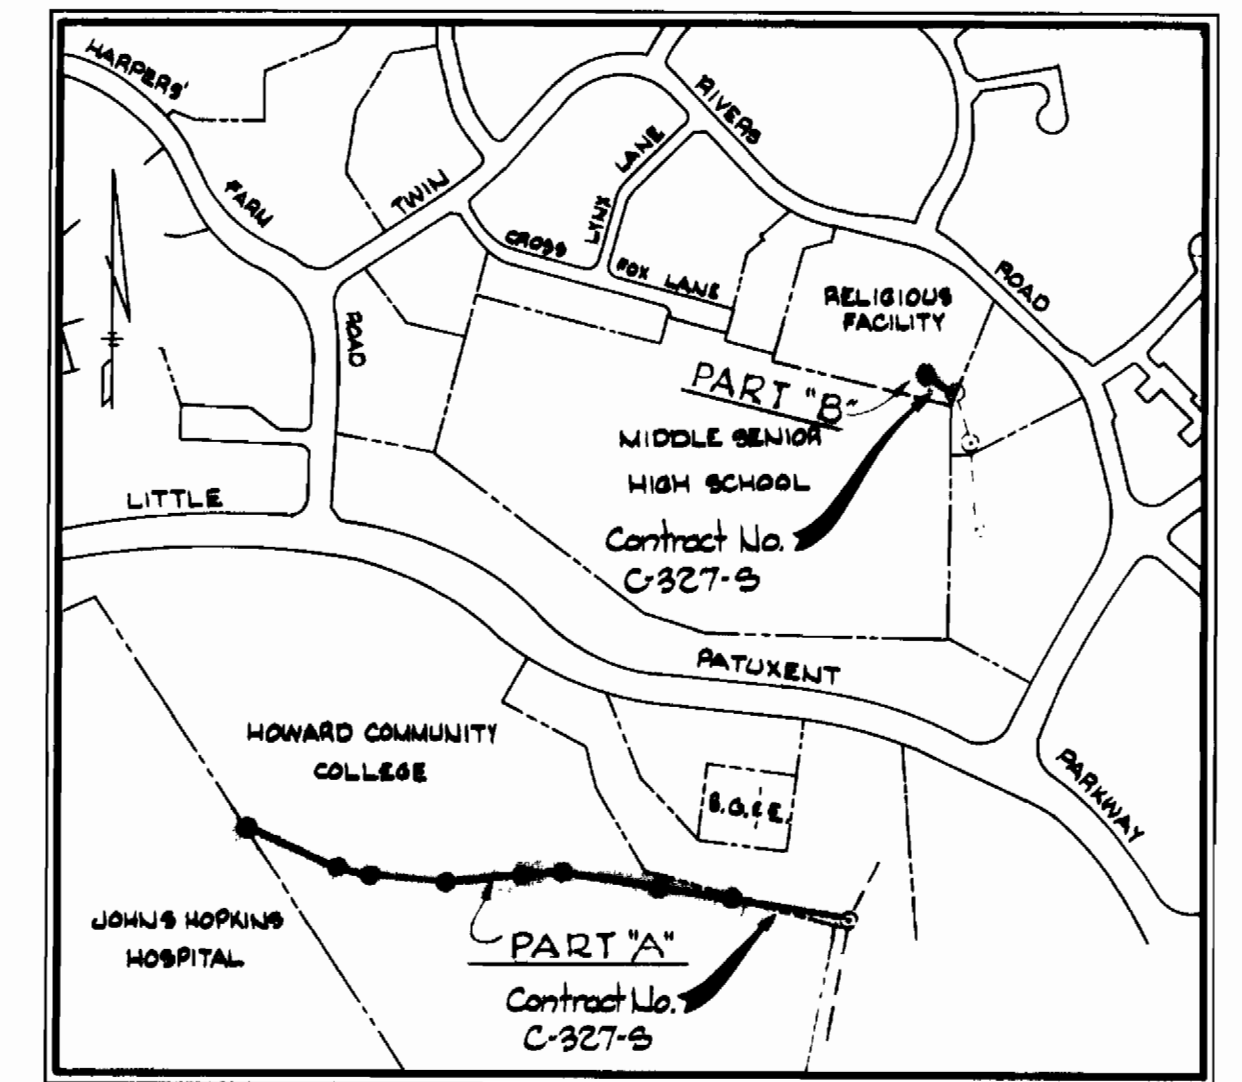 HARPERS'
FARM
ROAD
TWIN
RIVERS
ROAD
LYNX
LANE
CROSS
FOX LANE
RELIGIOUS
FACILITY
PART "B"
MIDDLE SENIOR
HIGH SCHOOL
Contract No.
C-327-S
LITTLE
PATUXENT
PARKWAY
HOWARD COMMUNITY
COLLEGE
B.G.& E.
JOHNS HOPKINS
HOSPITAL
PART "A"
Contract No.
C-327-S